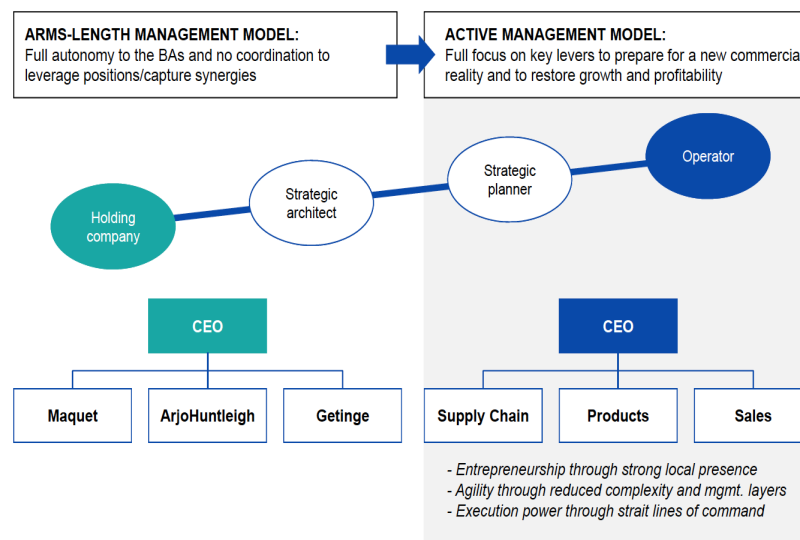 ARMS-LENGTH MANAGEMENT MODEL:
Full autonomy to the BAs and no coordination to
leverage positions/capture synergies
ACTIVE MANAGEMENT MODEL:
Full focus on key levers to prepare for a new commercia
reality and to restore growth and profitability
Holding
company
Strategic
architect
Strategic
planner
Operator
CEO
Maquet
ArjoHuntleigh
Getinge
CEO
Supply Chain
Products
Sales
- Entrepreneurship through strong local presence
- Agility through reduced complexity and mgmt. layers
- Execution power through strait lines of command